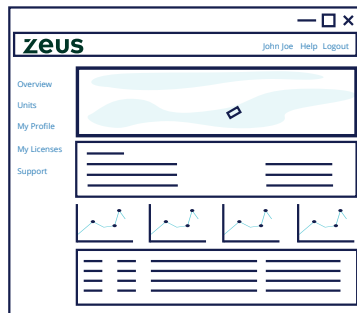 zeus
John Joe Help Logout
Overview
Units
My Profile
My Licenses
Support